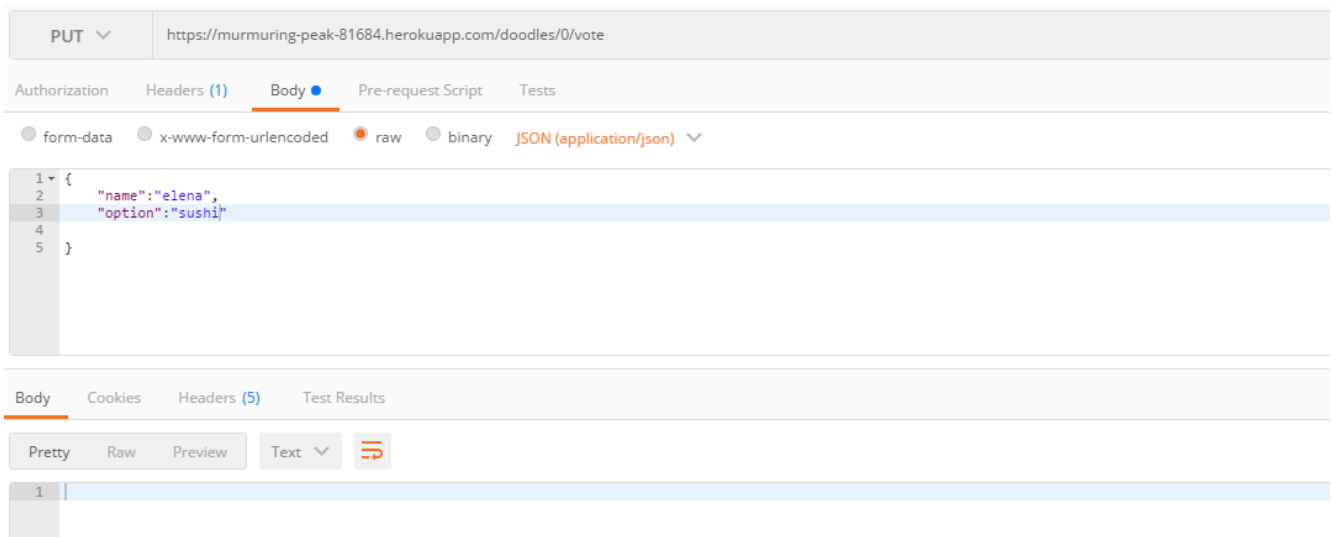 PUT https://murmuring-peak-81684.herokuapp.com/doodles/0/vote
Authorization Headers (1) Body Pre-request Script Tests
form-data x-www-form-urlencoded raw binary JSON (application/json)
1 {
2 "name":"elena",
3 "option":"sushi"
4
5 }
Body Cookies Headers (5) Test Results
Pretty Raw Preview Text
1